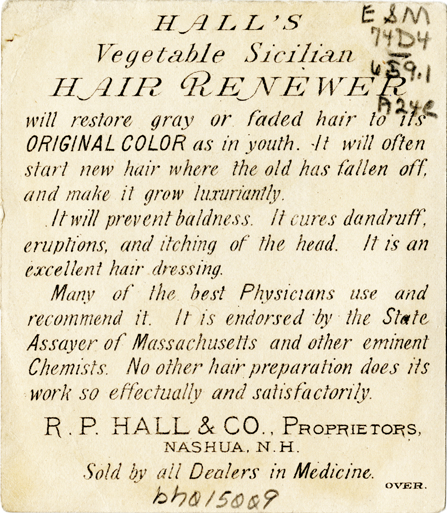 HALL'S
Vegetable Sicilian
HAIR RENEWER
will restore gray or faded hair to its
ORIGINAL COLOR as in youth. It will often
start new hair where the old has fallen off,
and make it grow luxuriantly.
It will prevent baldness. It cures dandruff,
eruptions, and itching of the head. It is an
excellent hair dressing.
Many of the best Physicians use and
recommend it. It is endorsed by the State
Assayer of Massachusetts and other eminent
Chemists. No other hair preparation does its
work so effectually and satisfactorily.
R. P. HALL & CO., PROPRIETORS,
NASHUA, N.H.
Sold by all Dealers in Medicine.
OVER.
bha15009
E SM
74D4
A24e